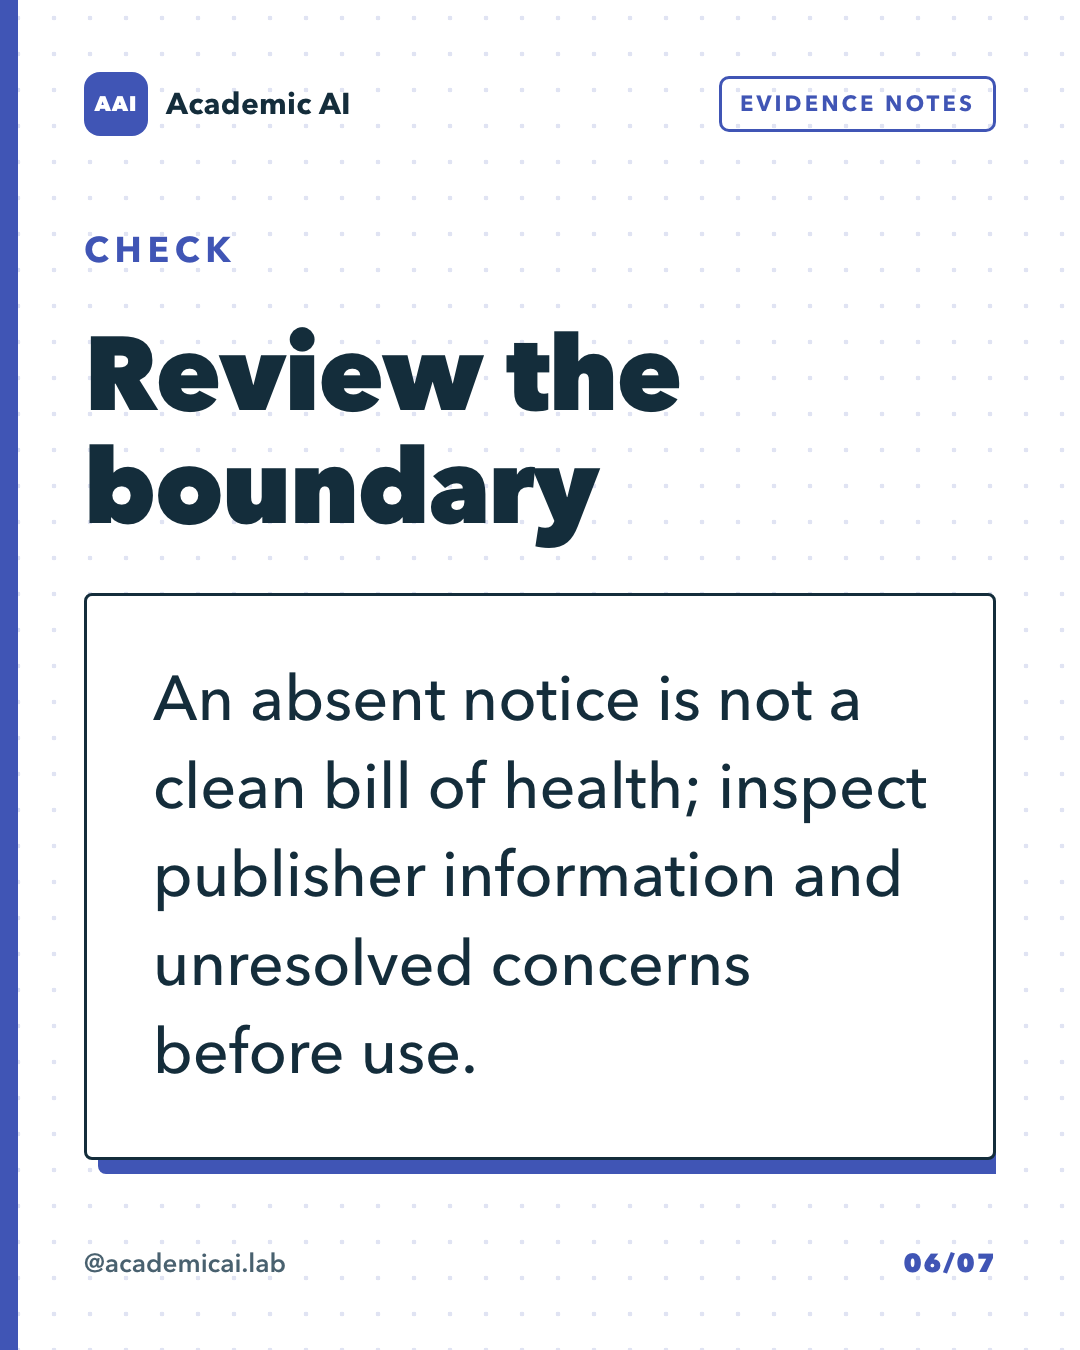 AAI Academic AI
EVIDENCE NOTES
CHECK
Review the
boundary
An absent notice is not a
clean bill of health; inspect
publisher information and
unresolved concerns
before use.
@academicai.lab
06/07